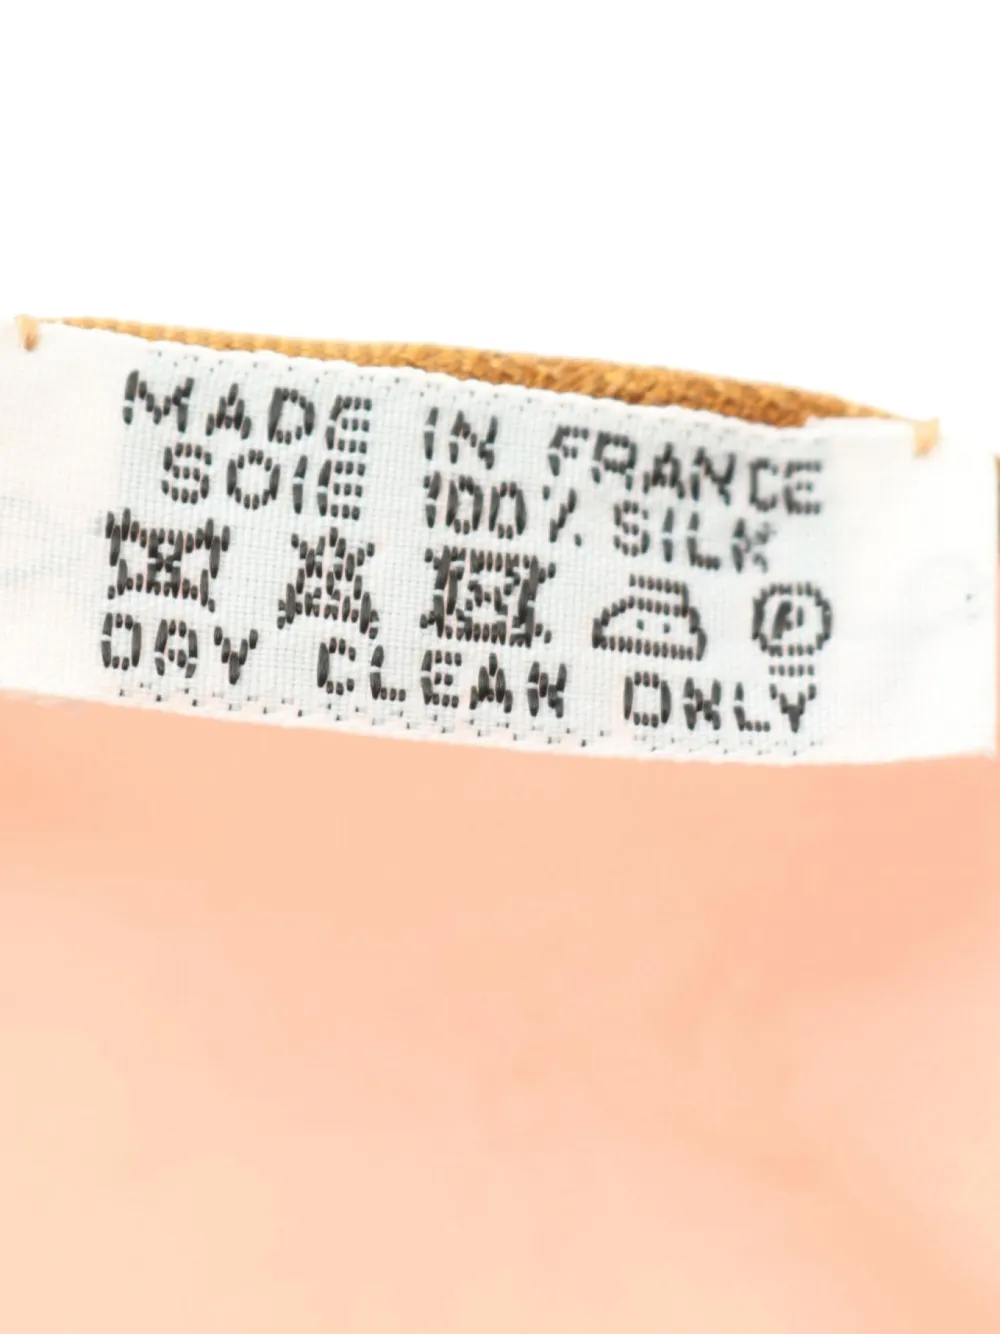 MADE IN FRANCE
SOIE 100% SILK
P
DRY CLEAN ONLY